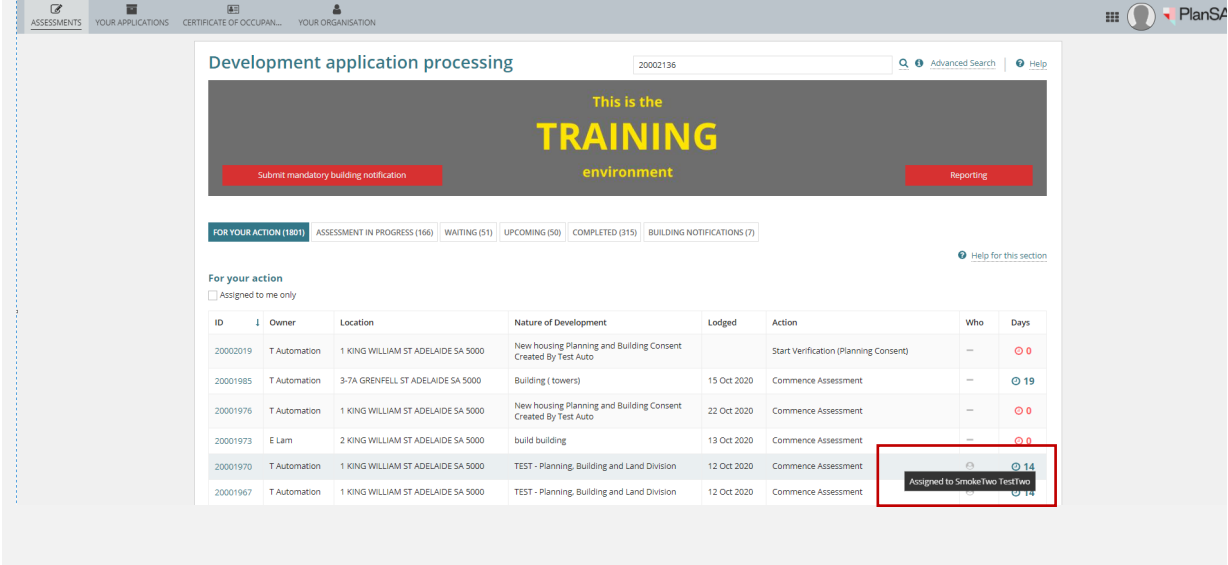 ASSESSMENTS YOUR APPLICATIONS CERTIFICATE OF OCCUPAN... YOUR ORGANISATION PlanSA
Development application processing 20002136 Advanced Search Help
This is the
TRAINING
environment
Submit mandatory building notification Reporting
FOR YOUR ACTION (1801) ASSESSMENT IN PROGRESS (166) WAITING (51) UPCOMING (50) COMPLETED (315) BUILDING NOTIFICATIONS (7)
Help for this section
For your action
Assigned to me only
ID Owner Location Nature of Development Lodged Action Who Days
20002019 T Automation 1 KING WILLIAM ST ADELAIDE SA 5000 New housing Planning and Building Consent Start Verification (Planning Consent) – 0
Created By Test Auto
20001985 T Automation 3-7A GRENFELL ST ADELAIDE SA 5000 Building ( towers) 15 Oct 2020 Commence Assessment – 19
20001976 T Automation 1 KING WILLIAM ST ADELAIDE SA 5000 New housing Planning and Building Consent 22 Oct 2020 Commence Assessment – 0
Created By Test Auto
20001973 E Lam 2 KING WILLIAM ST ADELAIDE SA 5000 build building 13 Oct 2020 Commence Assessment – 0
20001970 T Automation 1 KING WILLIAM ST ADELAIDE SA 5000 TEST - Planning, Building and Land Division 12 Oct 2020 Commence Assessment 14
Assigned to SmokeTwo TestTwo
20001967 T Automation 1 KING WILLIAM ST ADELAIDE SA 5000 TEST - Planning, Building and Land Division 12 Oct 2020 Commence Assessment 14